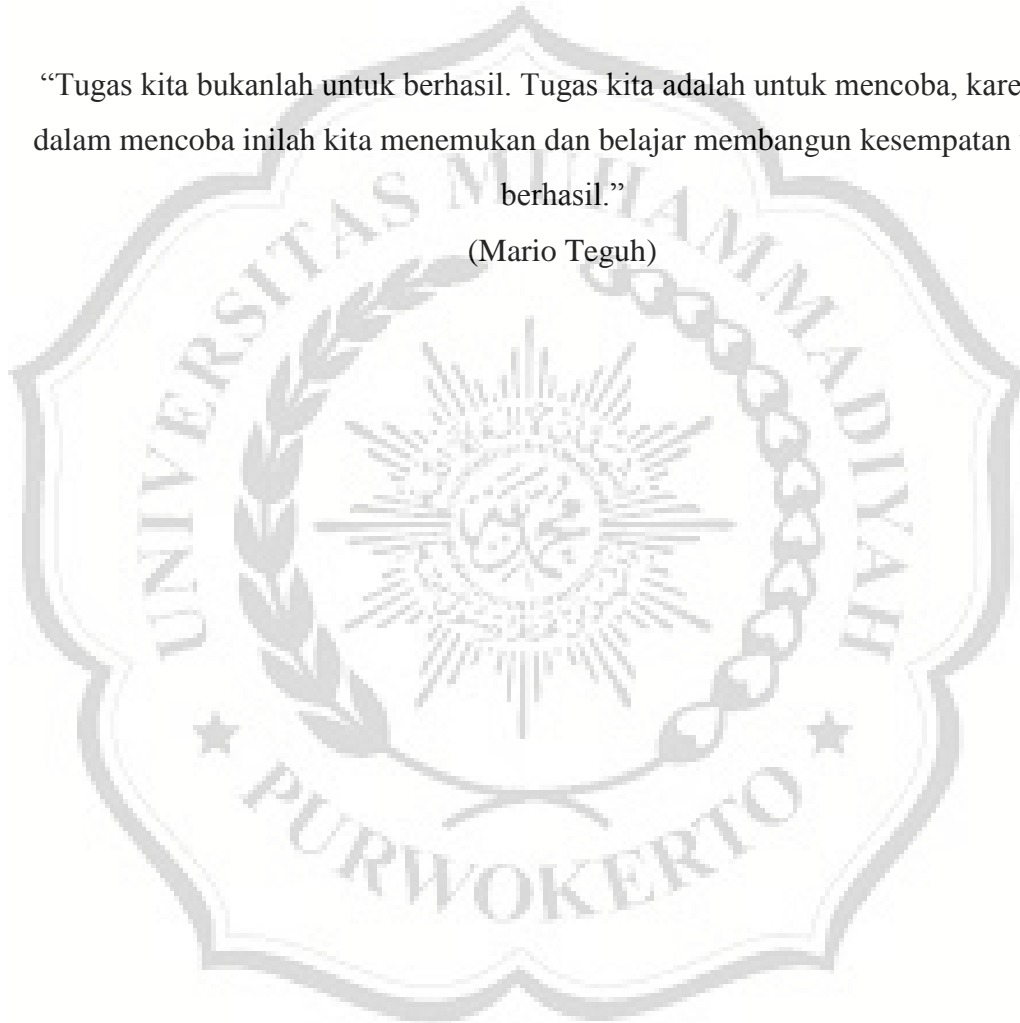 “Tugas kita bukanlah untuk berhasil. Tugas kita adalah untuk mencoba, kare
dalam mencoba inilah kita menemukan dan belajar membangun kesempatan
berhasil.”
(Mario Teguh)
UNIVERSITAS MUHAMMADIYAH
PURWOKERTO